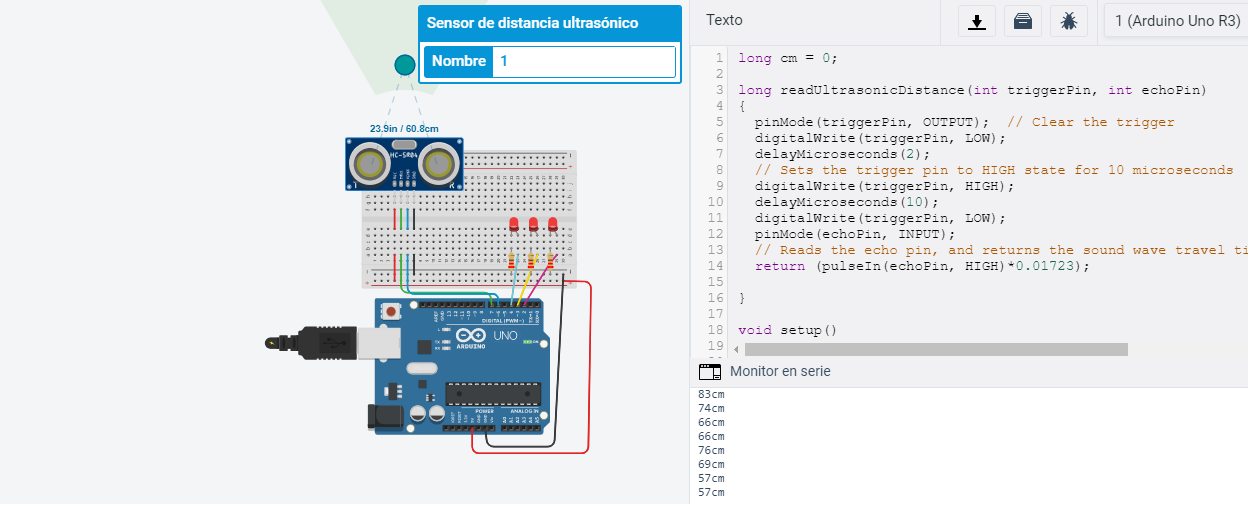 Sensor de distancia ultrasónico
Nombre 1
23.9in / 60.8cm
HC-SR04
DIGITAL (PWM~)
UNO
ARDUINO
POWER
ANALOG IN
Texto
1 (Arduino Uno R3)
1 long cm = 0;
2
3 long readUltrasonicDistance(int triggerPin, int echoPin)
4 {
5 pinMode(triggerPin, OUTPUT);  // Clear the trigger
6 digitalWrite(triggerPin, LOW);
7 delayMicroseconds(2);
8 // Sets the trigger pin to HIGH state for 10 microseconds
9 digitalWrite(triggerPin, HIGH);
10 delayMicroseconds(10);
11 digitalWrite(triggerPin, LOW);
12 pinMode(echoPin, INPUT);
13 // Reads the echo pin, and returns the sound wave travel ti
14 return (pulseIn(echoPin, HIGH)*0.01723);
15
16 }
17
18 void setup()
19
Monitor en serie
83cm
74cm
66cm
66cm
76cm
69cm
57cm
57cm